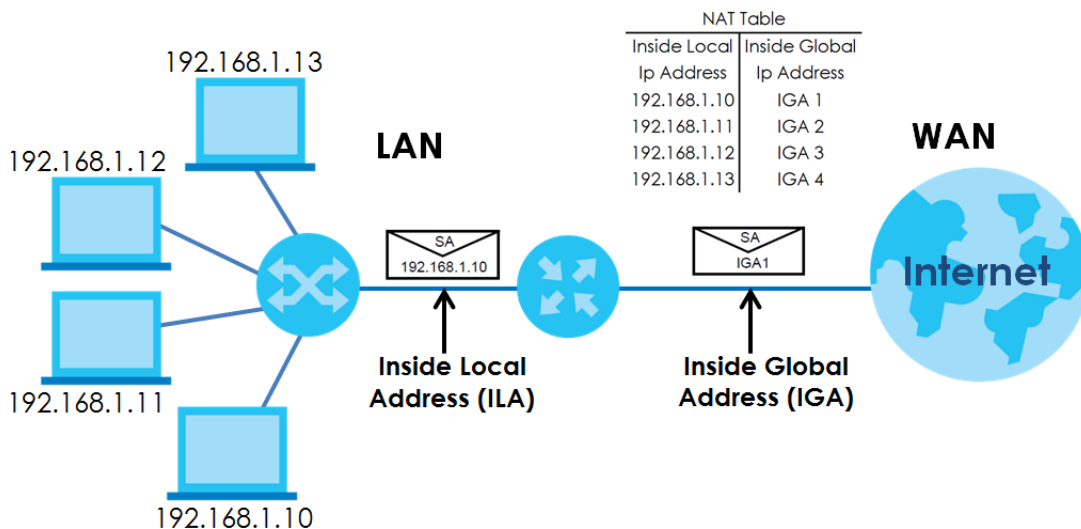 NAT Table
Inside Local Inside Global
Ip Address Ip Address
192.168.1.10 IGA 1
192.168.1.11 IGA 2
192.168.1.12 IGA 3
192.168.1.13 IGA 4
192.168.1.13
192.168.1.12
192.168.1.11
192.168.1.10
LAN
WAN
SA
192.168.1.10
SA
IGA1
Internet
Inside Local
Address (ILA)
Inside Global
Address (IGA)